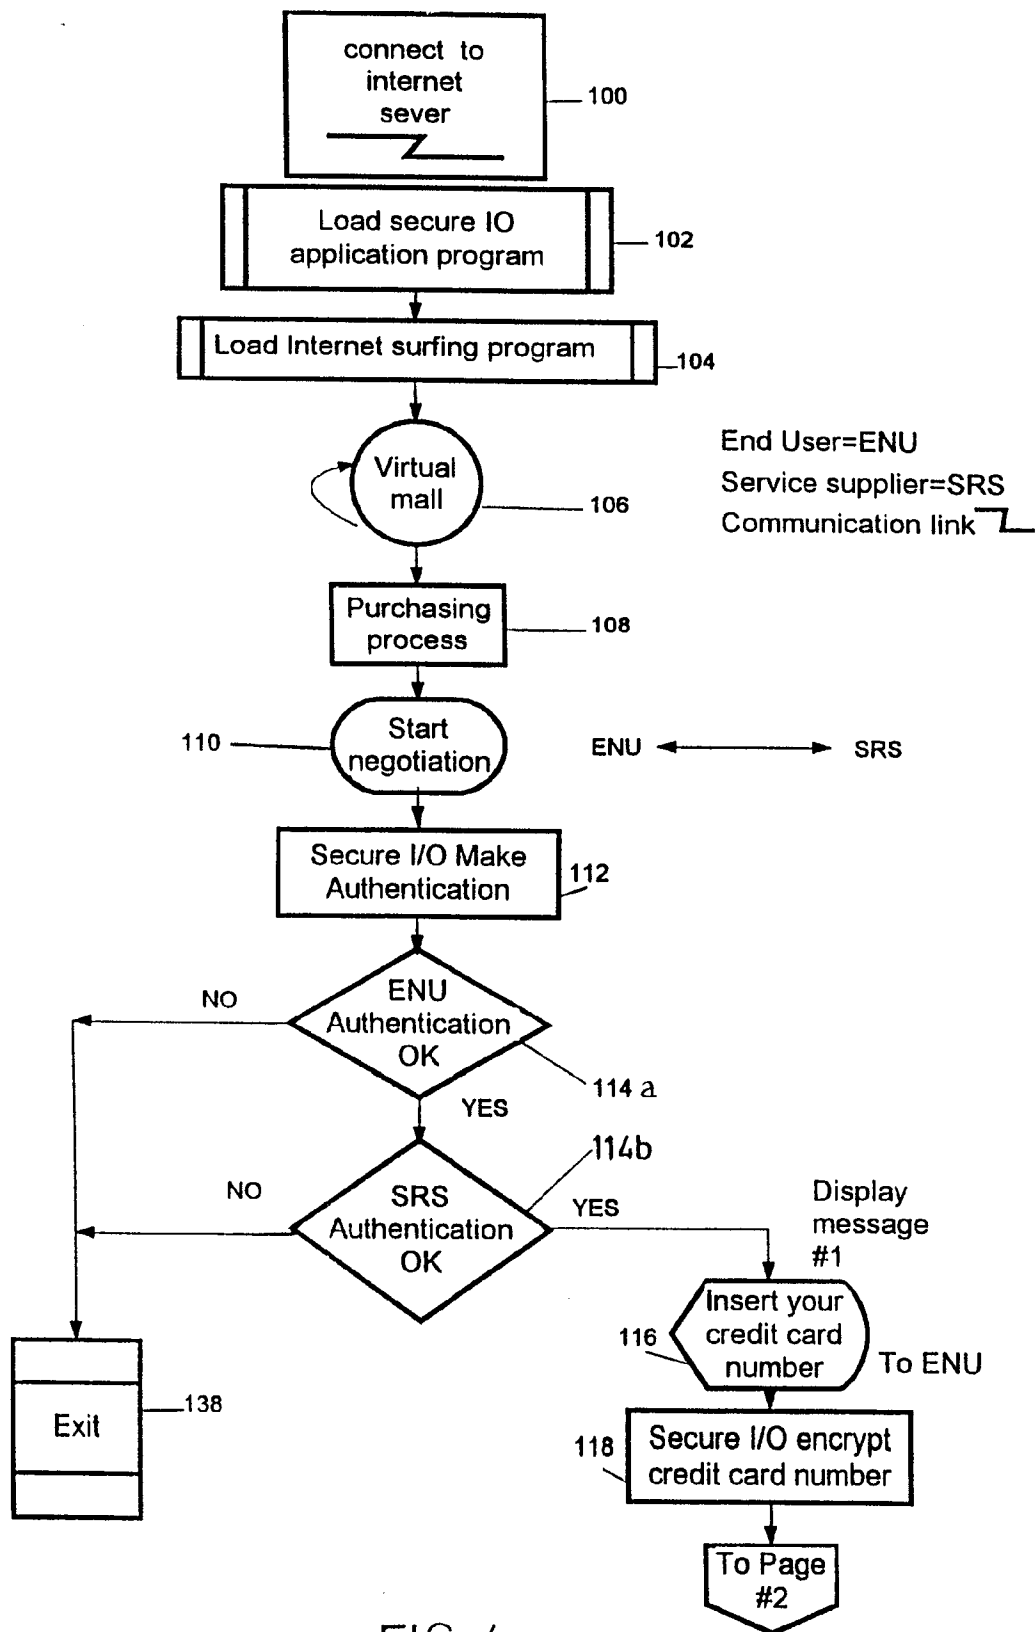 connect to
internet
sever
100
Load secure IO
application program
102
Load Internet surfing program
104
Virtual
mall
106
End User=ENU
Service supplier=SRS
Communication link
Purchasing
process
108
Start
negotiation
110
ENU
SRS
Secure I/O Make
Authentication
112
ENU
Authentication
OK
NO
114 a
YES
114b
SRS
Authentication
OK
NO
YES
Display
message
#1
Insert your
credit card
number
116
To ENU
Exit
138
Secure I/O encrypt
credit card number
118
To Page
#2